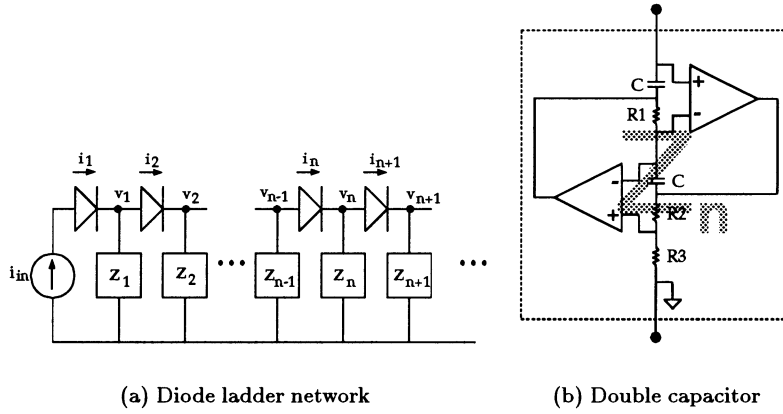 i1 i2 in in+1
v1 v2 vn-1 vn vn+1
iin
Z1 Z2 ••• Zn-1 Zn Zn+1 •••
C
+
-
R1
Z
-
C
+
R2
n
R3
(a) Diode ladder network
(b) Double capacitor